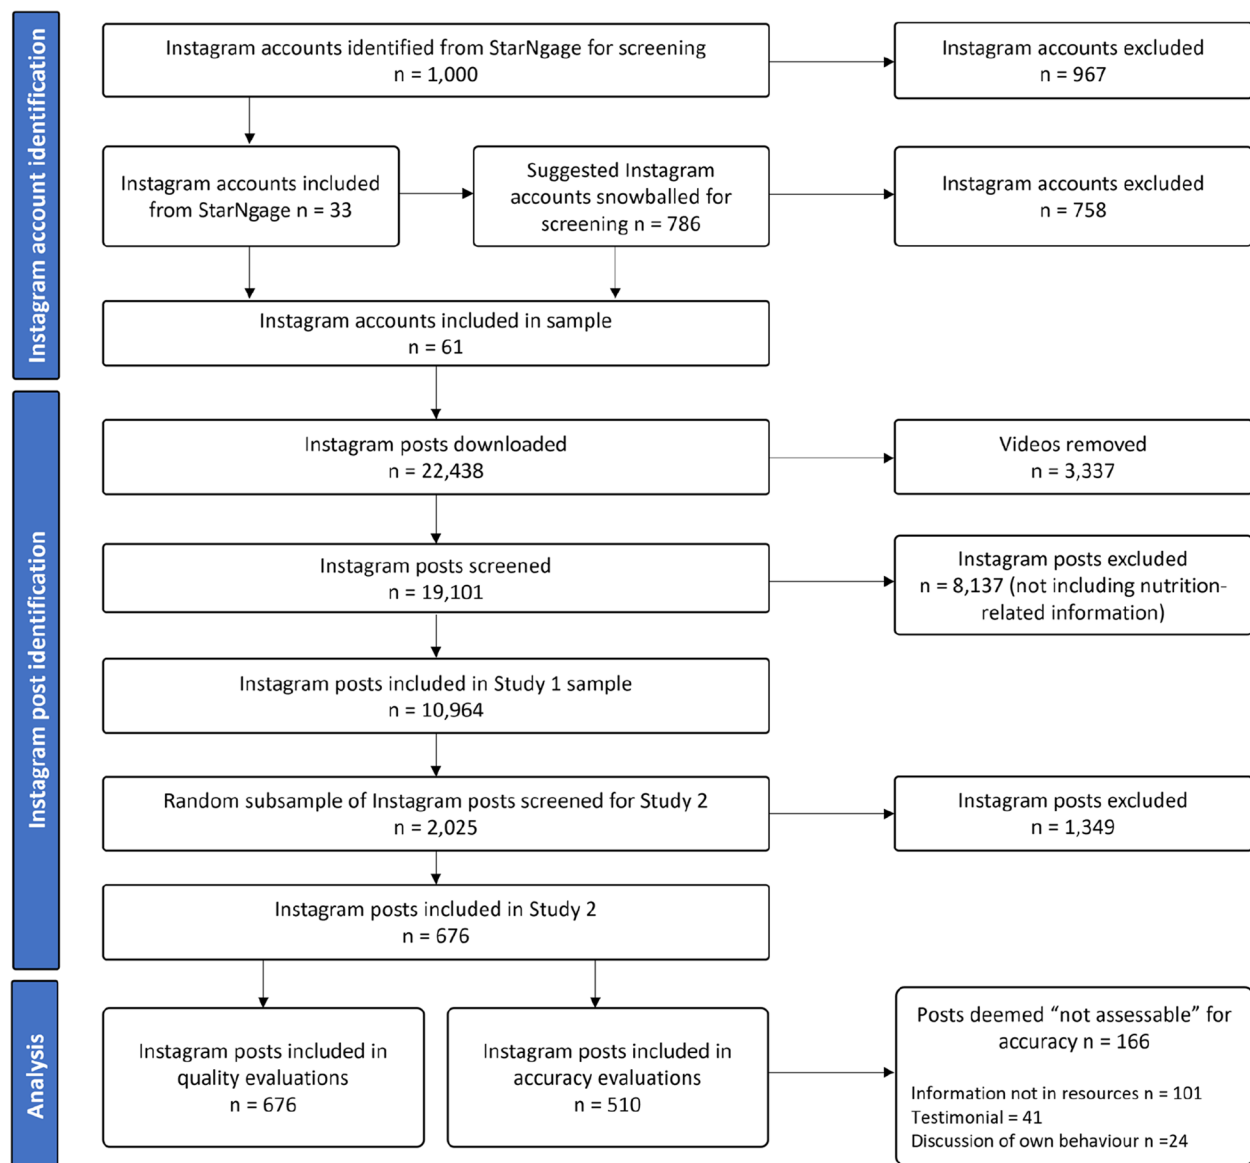 Instagram account identification
Instagram accounts identified from StarNgage for screening
n = 1,000
Instagram accounts excluded
n = 967
Instagram accounts included
from StarNgage n = 33
Suggested Instagram
accounts snowballed for
screening n = 786
Instagram accounts excluded
n = 758
Instagram accounts included in sample
n = 61
Instagram post identification
Instagram posts downloaded
n = 22,438
Videos removed
n = 3,337
Instagram posts screened
n = 19,101
Instagram posts excluded
n = 8,137 (not including nutrition-
related information)
Instagram posts included in Study 1 sample
n = 10,964
Random subsample of Instagram posts screened for Study 2
n = 2,025
Instagram posts excluded
n = 1,349
Instagram posts included in Study 2
n = 676
Analysis
Instagram posts included in
quality evaluations
n = 676
Instagram posts included in
accuracy evaluations
n = 510
Posts deemed “not assessable” for
accuracy n = 166
Information not in resources n = 101
Testimonial = 41
Discussion of own behaviour n =24